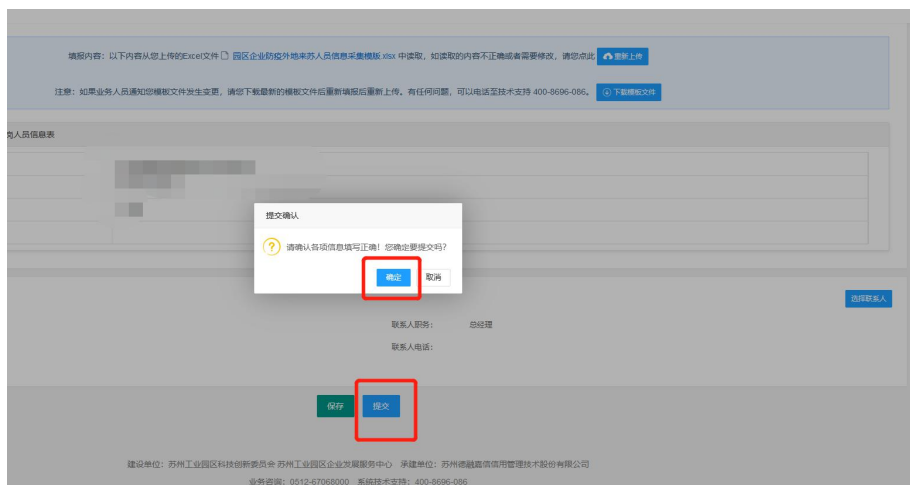 填报内容：以下内容从您上传的Excel文件 园区企业防疫外地来苏人员信息采集模版.xlsx 中读取，如读取的内容不正确或者需要修改，请您点此 重新上传
注意：如果业务人员通知您模板文件发生变更，请您下载最新的模板文件后重新填报后重新上传。有任何问题，可以电话至技术支持 400-8696-086。 下载模板文件
岗人员信息表
提交确认
请确认各项信息填写正确！您确定要提交吗?
确定 取消
选择联系人
联系人职务： 总经理
联系人电话：
保存 提交
建设单位：苏州工业园区科技创新委员会 苏州工业园区企业发展服务中心 承建单位：苏州德融嘉信信用管理技术股份有限公司
业务咨询：0512-67068000 系统技术支持：400-8696-086